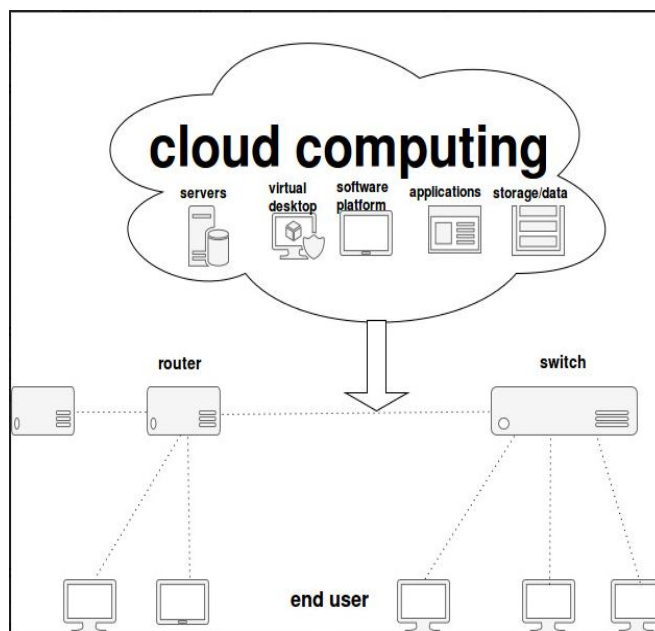 cloud computing
servers
virtual
desktop
software
platform
applications
storage/data
router
switch
end user